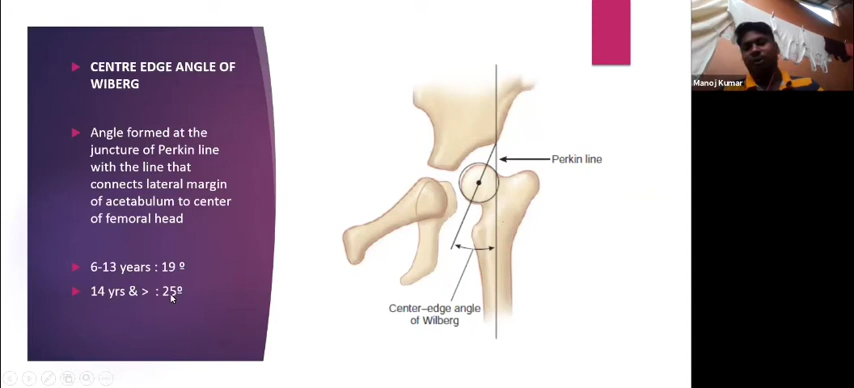 CENTRE EDGE ANGLE OF
WIBERG
Angle formed at the
juncture of Perkin line
with the line that
connects lateral margin
of acetabulum to center
of femoral head
6-13 years : 19 º
14 yrs & > : 25º
Perkin line
Center–edge angle
of Wilberg
Manoj Kumar